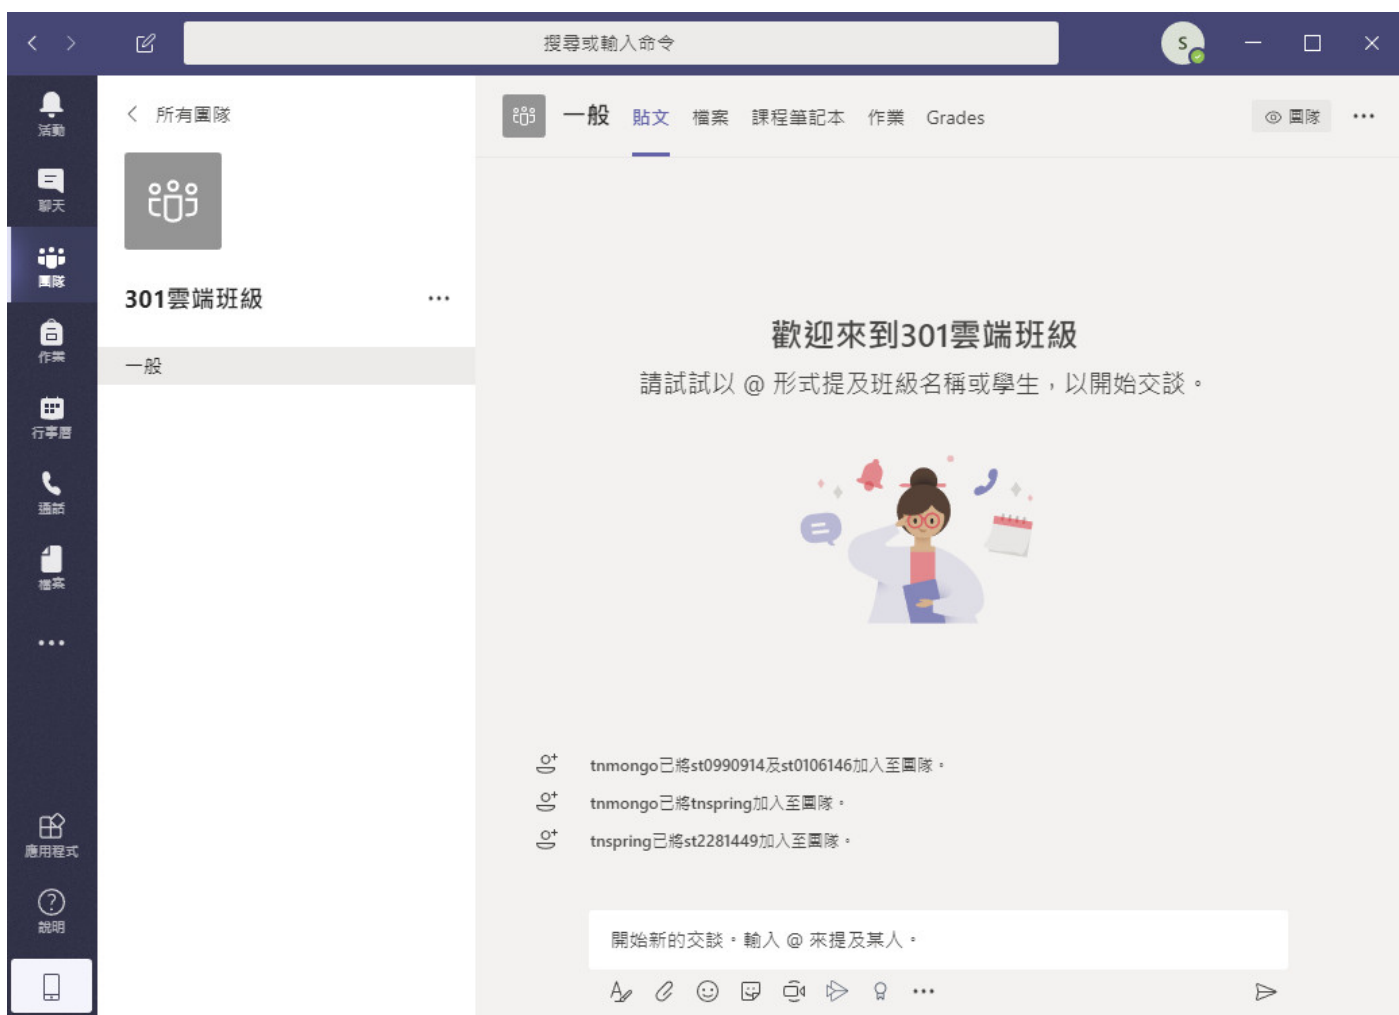 搜尋或輸入命令
S
活動
聊天
團隊
作業
行事曆
通話
檔案
應用程式
說明
所有團隊
301雲端班級
一般
一般 貼文 檔案 課程筆記本 作業 Grades
團隊
歡迎來到301雲端班級
請試試以 @ 形式提及班級名稱或學生，以開始交談。
tnmongo已將st0990914及st0106146加入至團隊。
tnmongo已將tnspring加入至團隊。
tnspring已將st2281449加入至團隊。
開始新的交談。輸入 @ 來提及某人。